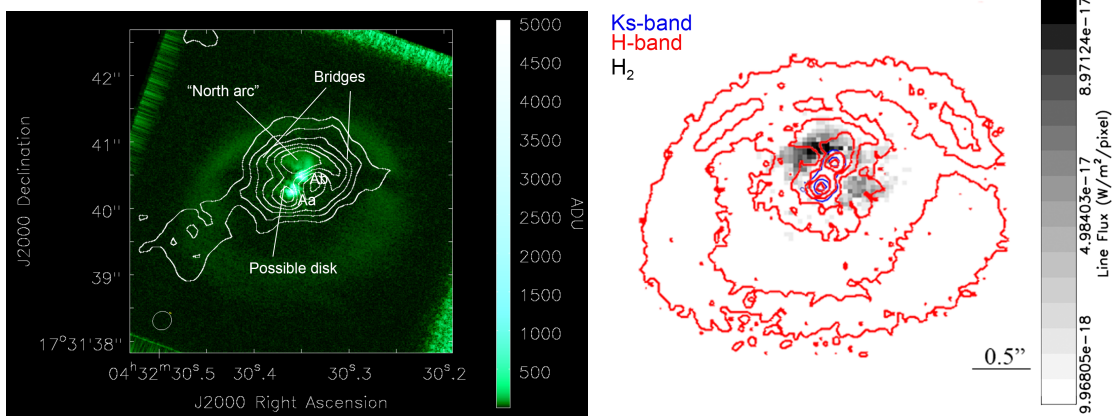 42''
41''
40''
39''
17°31'38''
J2000 Declination
04ʰ32ᵐ30ˢ.5
30ˢ.4
30ˢ.3
30ˢ.2
J2000 Right Ascension
"North arc"
Bridges
Ab
Aa
Possible disk
5000
4500
4000
3500
3000
2500
2000
1500
1000
500
ADU
Ks-band
H-band
H₂
0.5”
8.97124e-17
4.98403e-17
9.96805e-18
Line Flux (W/m²/pixel)